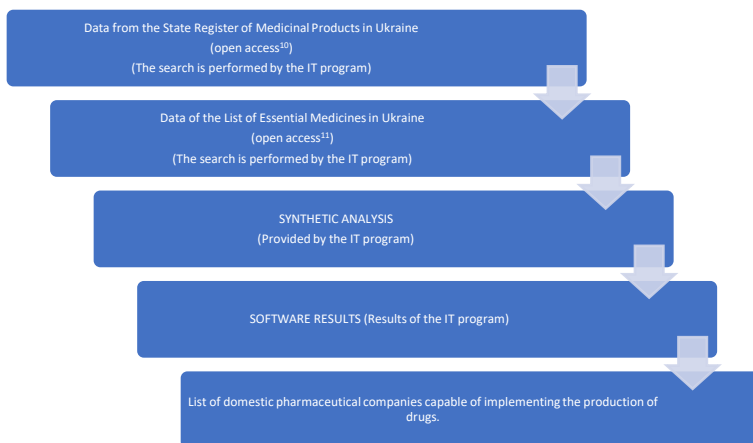 Data from the State Register of Medicinal Products in Ukraine
(open access¹⁰)
(The search is performed by the IT program)
Data of the List of Essential Medicines in Ukraine
(open access¹¹)
(The search is performed by the IT program)
SYNTHETIC ANALYSIS
(Provided by the IT program)
SOFTWARE RESULTS (Results of the IT program)
List of domestic pharmaceutical companies capable of implementing the production of
drugs.